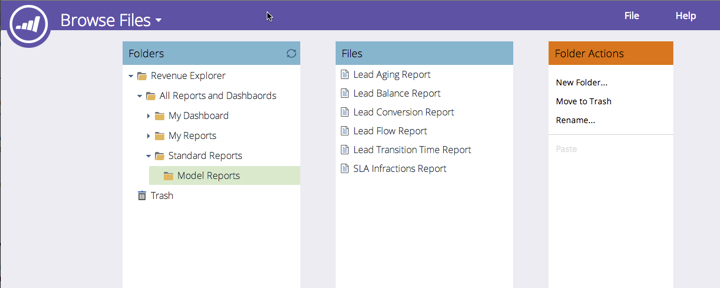 Browse Files
File
Help
Folders
Revenue Explorer
All Reports and Dashbaords
My Dashboard
My Reports
Standard Reports
Model Reports
Trash
Files
Lead Aging Report
Lead Balance Report
Lead Conversion Report
Lead Flow Report
Lead Transition Time Report
SLA Infractions Report
Folder Actions
New Folder...
Move to Trash
Rename...
Paste